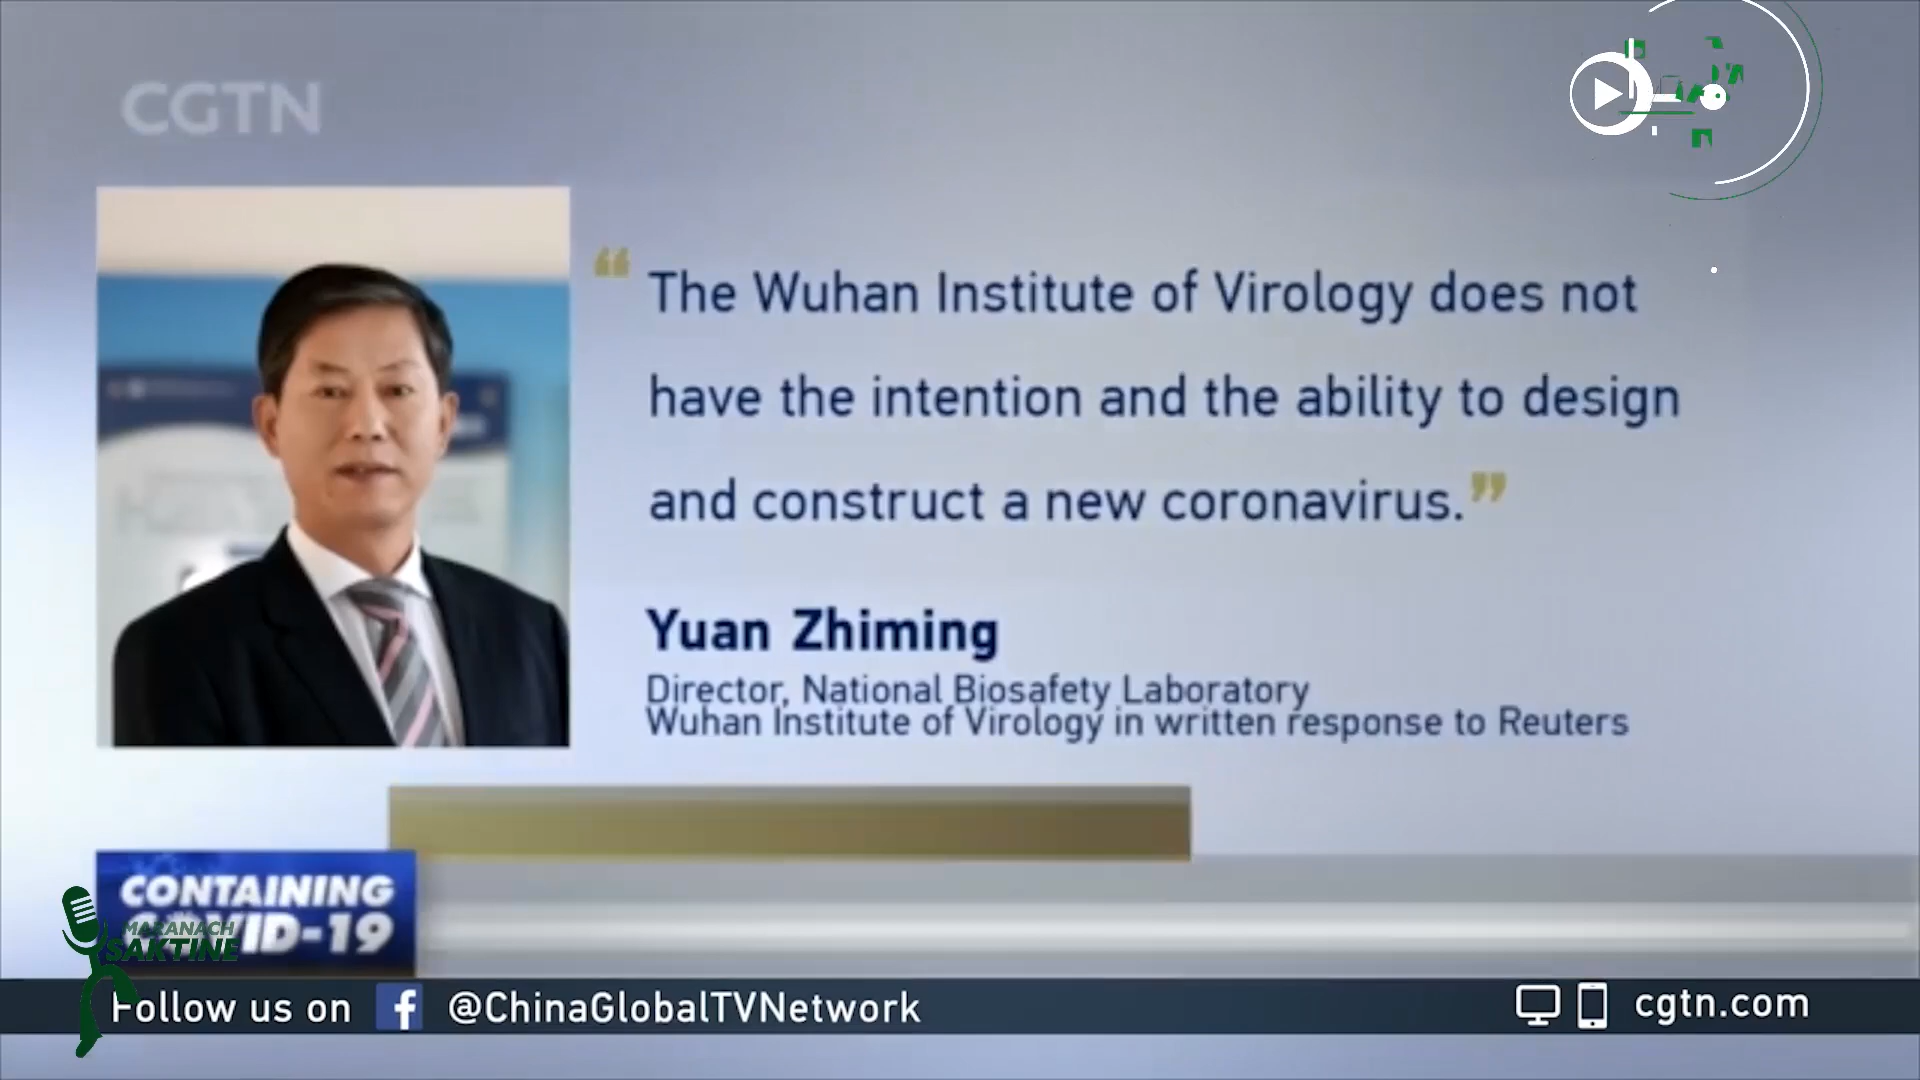 CGTN
“ The Wuhan Institute of Virology does not
have the intention and the ability to design
and construct a new coronavirus.”
Yuan Zhiming
Director, National Biosafety Laboratory
Wuhan Institute of Virology in written response to Reuters
CONTAINING
COVID-19
MARANACH
SAKTINE
Follow us on f @ChinaGlobalTVNetwork
cgtn.com